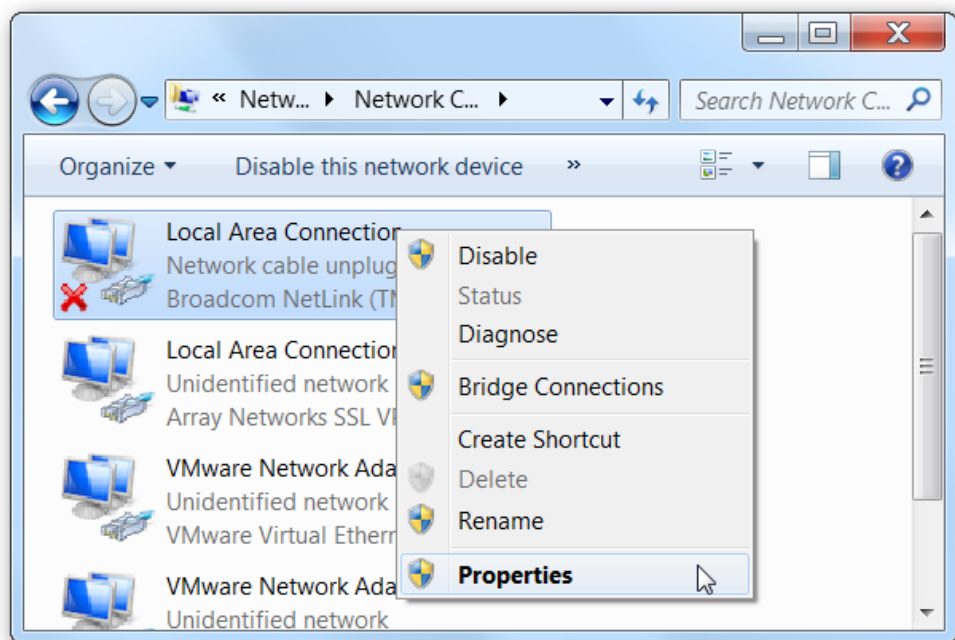 « Netw... Network C...
Search Network C...
Organize Disable this network device »
Local Area Connection
Network cable unplug
Broadcom NetLink (TM
Local Area Connection
Unidentified network
Array Networks SSL VP
VMware Network Ada
Unidentified network
VMware Virtual Ethern
VMware Network Ada
Unidentified network
Disable
Status
Diagnose
Bridge Connections
Create Shortcut
Delete
Rename
Properties